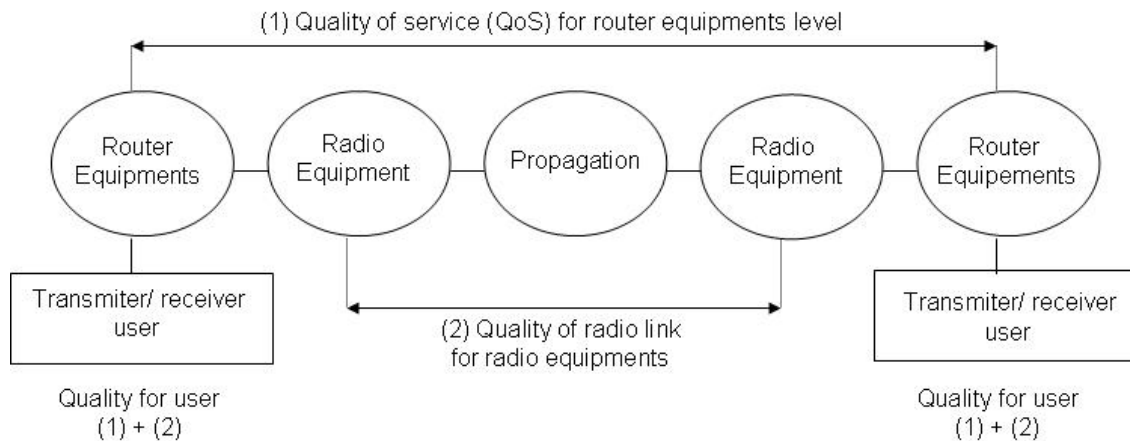 (1) Quality of service (QoS) for router equipments level
Router
Equipments
Radio
Equipment
Propagation
Radio
Equipment
Router
Equipements
Transmiter/ receiver
user
(2) Quality of radio link
for radio equipments
Transmiter/ receiver
user
Quality for user
(1) + (2)
Quality for user
(1) + (2)